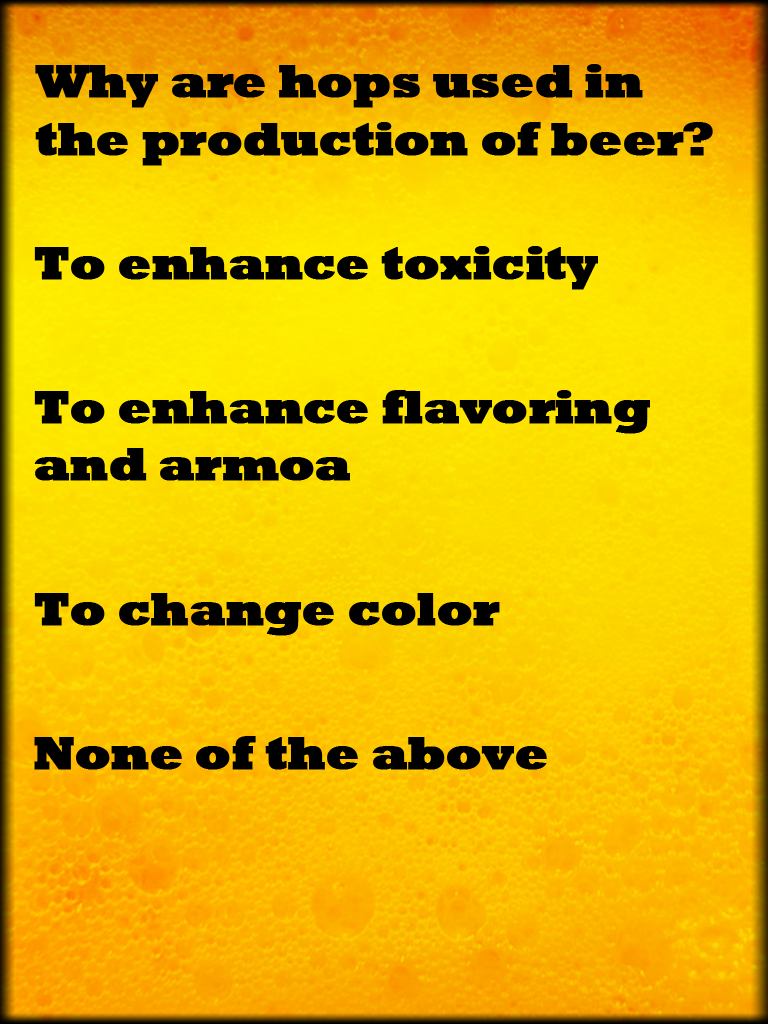 Why are hops used in
the production of beer?
To enhance toxicity
To enhance flavoring
and armoa
To change color
None of the above